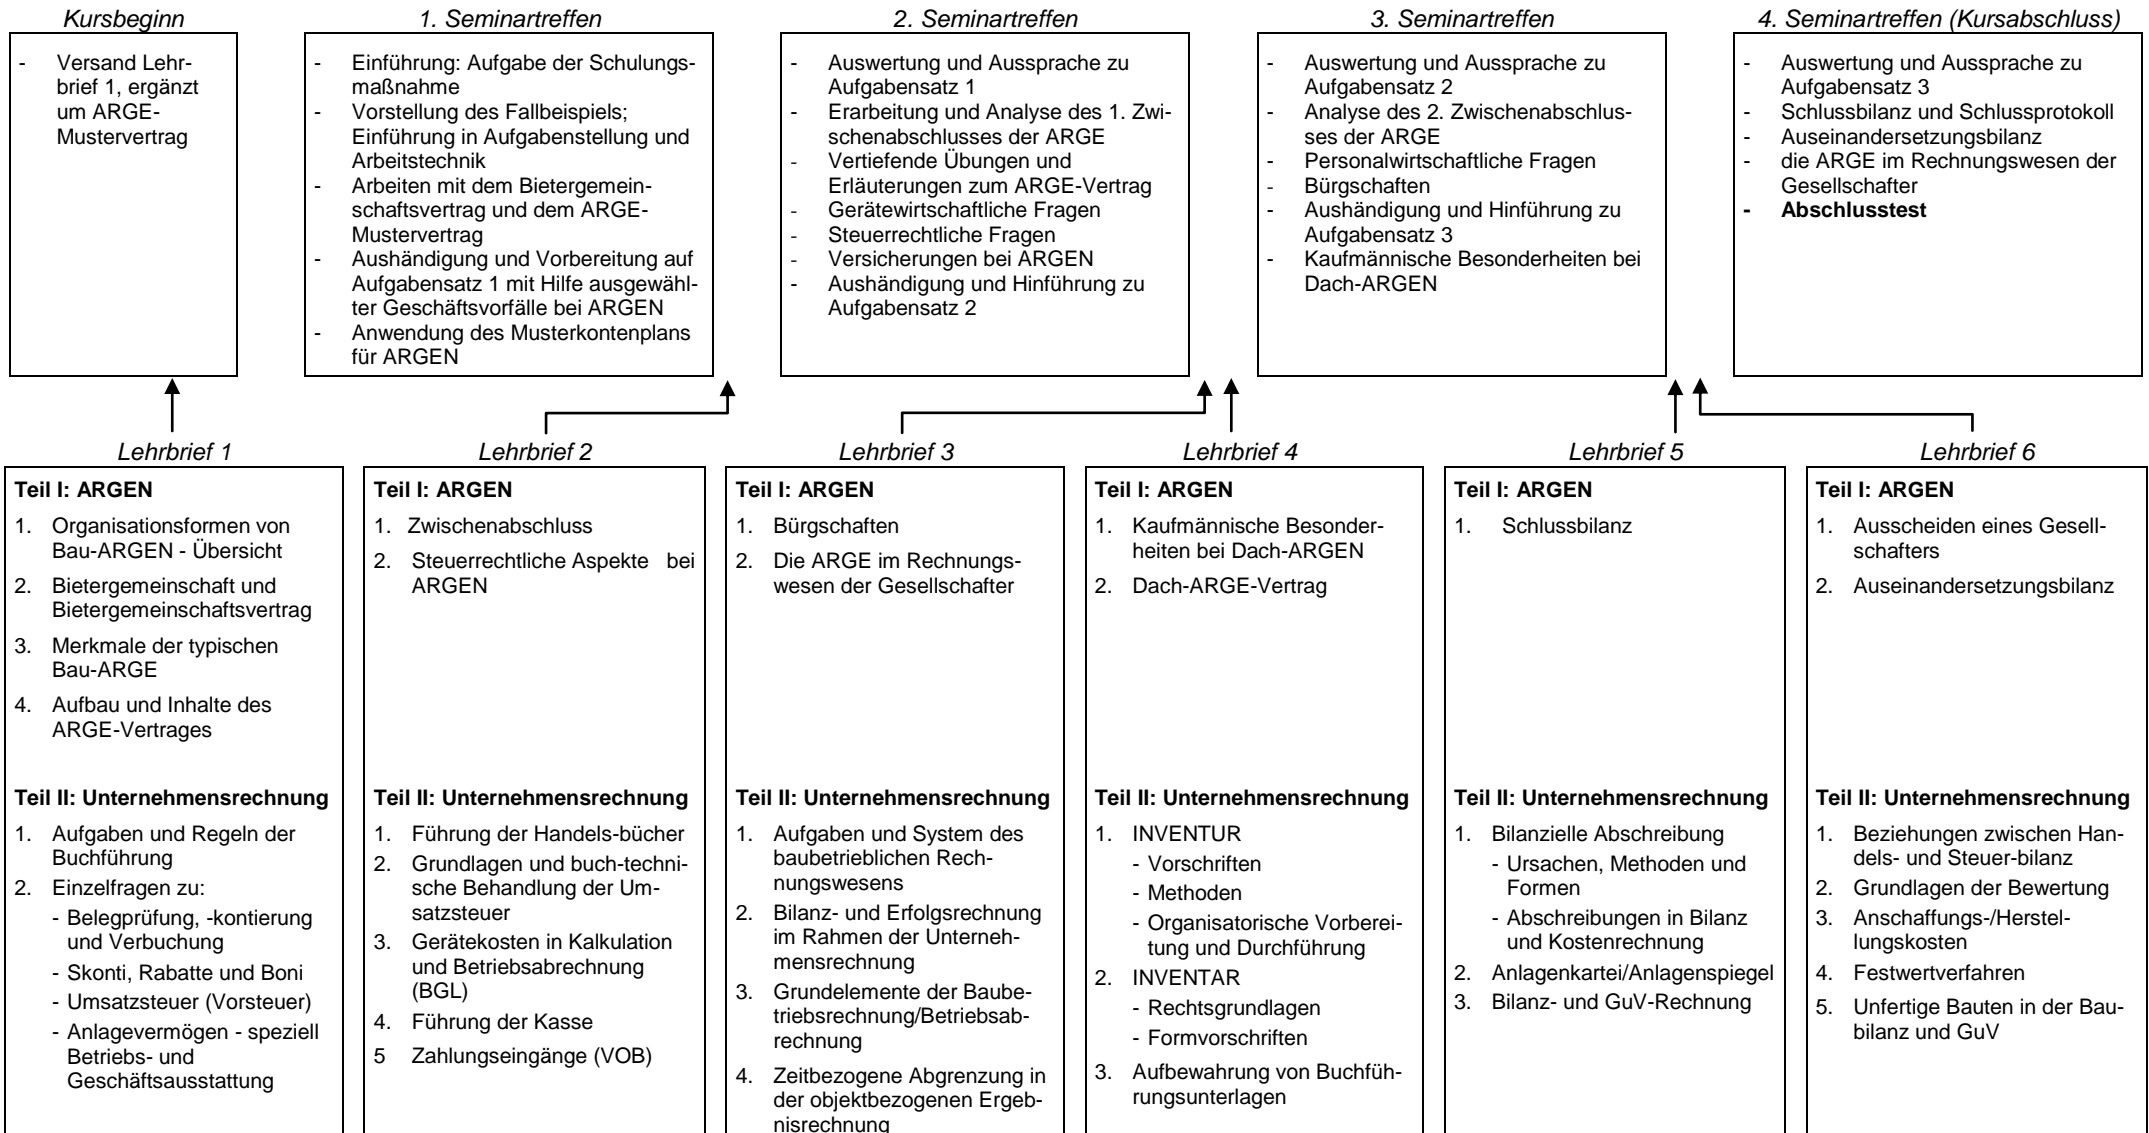 Kursbeginn
- Versand Lehr-
brief 1, ergänzt
um ARGE-
Mustervertrag
1. Seminartreffen
- Einführung: Aufgabe der Schulungs-
maßnahme
- Vorstellung des Fallbeispiels;
Einführung in Aufgabenstellung und
Arbeitstechnik
- Arbeiten mit dem Bietergemein-
schaftsvertrag und dem ARGE-
Mustervertrag
- Aushändigung und Vorbereitung auf
Aufgabensatz 1 mit Hilfe ausgewähl-
ter Geschäftsvorfälle bei ARGEN
- Anwendung des Musterkontenplans
für ARGEN
2. Seminartreffen
- Auswertung und Aussprache zu
Aufgabensatz 1
- Erarbeitung und Analyse des 1. Zwi-
schenabschlusses der ARGE
- Vertiefende Übungen und
Erläuterungen zum ARGE-Vertrag
- Gerätewirtschaftliche Fragen
- Steuerrechtliche Fragen
- Versicherungen bei ARGEN
- Aushändigung und Hinführung zu
Aufgabensatz 2
3. Seminartreffen
- Auswertung und Aussprache zu
Aufgabensatz 2
- Analyse des 2. Zwischenabschlus-
ses der ARGE
- Personalwirtschaftliche Fragen
- Bürgschaften
- Aushändigung und Hinführung zu
Aufgabensatz 3
- Kaufmännische Besonderheiten bei
Dach-ARGEN
4. Seminartreffen (Kursabschluss)
- Auswertung und Aussprache zu
Aufgabensatz 3
- Schlussbilanz und Schlussprotokoll
- Auseinandersetzungsbilanz
- die ARGE im Rechnungswesen der
Gesellschafter
- Abschlusstest
Lehrbrief 1
Teil I: ARGEN
1. Organisationsformen von
Bau-ARGEN - Übersicht
2. Bietergemeinschaft und
Bietergemeinschaftsvertrag
3. Merkmale der typischen
Bau-ARGE
4. Aufbau und Inhalte des
ARGE-Vertrages
Teil II: Unternehmensrechnung
1. Aufgaben und Regeln der
Buchführung
2. Einzelfragen zu:
- Belegprüfung, -kontierung
und Verbuchung
- Skonti, Rabatte und Boni
- Umsatzsteuer (Vorsteuer)
- Anlagevermögen - speziell
Betriebs- und
Geschäftsausstattung
Lehrbrief 2
Teil I: ARGEN
1. Zwischenabschluss
2. Steuerrechtliche Aspekte bei
ARGEN
Teil II: Unternehmensrechnung
1. Führung der Handels-bücher
2. Grundlagen und buch-techni-
sche Behandlung der Um-
satzsteuer
3. Gerätekosten in Kalkulation
und Betriebsabrechnung
(BGL)
4. Führung der Kasse
5 Zahlungseingänge (VOB)
Lehrbrief 3
Teil I: ARGEN
1. Bürgschaften
2. Die ARGE im Rechnungs-
wesen der Gesellschafter
Teil II: Unternehmensrechnung
1. Aufgaben und System des
baubetrieblichen Rech-
nungswesens
2. Bilanz- und Erfolgsrechnung
im Rahmen der Unterneh-
mensrechnung
3. Grundelemente der Baube-
triebsrechnung/Betriebsab-
rechnung
4. Zeitbezogene Abgrenzung in
der objektbezogenen Ergeb-
nisrechnung
Lehrbrief 4
Teil I: ARGEN
1. Kaufmännische Besonder-
heiten bei Dach-ARGEN
2. Dach-ARGE-Vertrag
Teil II: Unternehmensrechnung
1. INVENTUR
- Vorschriften
- Methoden
- Organisatorische Vorberei-
tung und Durchführung
2. INVENTAR
- Rechtsgrundlagen
- Formvorschriften
3. Aufbewahrung von Buchfüh-
rungsunterlagen
Lehrbrief 5
Teil I: ARGEN
1. Schlussbilanz
Teil II: Unternehmensrechnung
1. Bilanzielle Abschreibung
- Ursachen, Methoden und
Formen
- Abschreibungen in Bilanz
und Kostenrechnung
2. Anlagenkartei/Anlagenspiegel
3. Bilanz- und GuV-Rechnung
Lehrbrief 6
Teil I: ARGEN
1. Ausscheiden eines Gesell-
schafters
2. Auseinandersetzungsbilanz
Teil II: Unternehmensrechnung
1. Beziehungen zwischen Han-
dels- und Steuer-bilanz
2. Grundlagen der Bewertung
3. Anschaffungs-/Herstel-
lungskosten
4. Festwertverfahren
5. Unfertige Bauten in der Bau-
bilanz und GuV